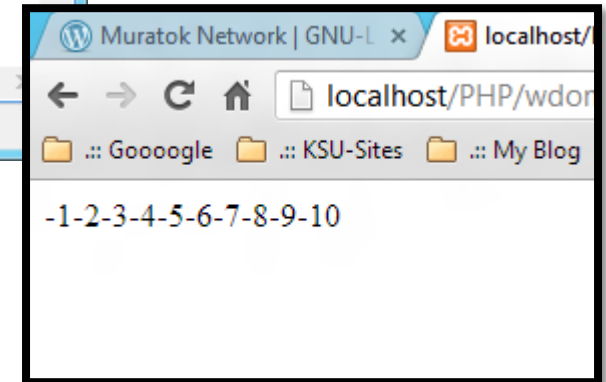 Muratok Network | GNU-L
localhost/
localhost/PHP/wdor
.:: Goooogle .:: KSU-Sites .:: My Blog
-1-2-3-4-5-6-7-8-9-10